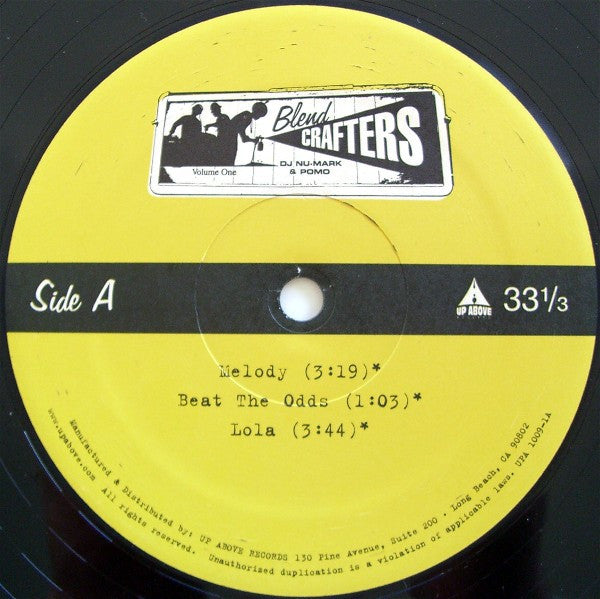 Blend
CRAFTERS
DJ NU-MARK
& POMO
Volume One
Side A
UP ABOVE
33 1/3
Melody (3:19)*
Beat The Odds (1:03)*
Lola (3:44)*
Manufactured & Distributed by: UP ABOVE RECORDS 130 Pine Avenue, Suite 200 · Long Beach, CA 90802
www.upabove.com All rights reserved. Unauthorized duplication is a violation of applicable laws. UPA 1009-1A